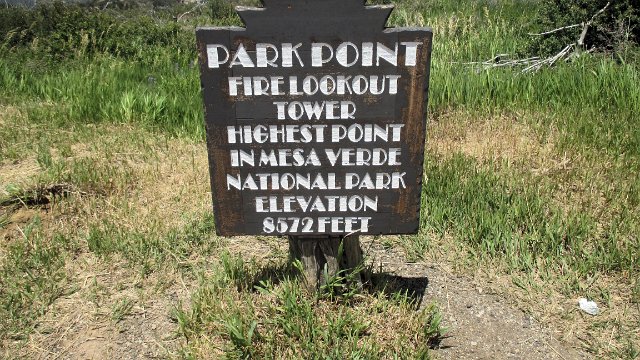 PARK POINT
FIRE LOOKOUT
TOWER
HIGHEST POINT
IN MESA VERDE
NATIONAL PARK
ELEVATION
8572 FEET